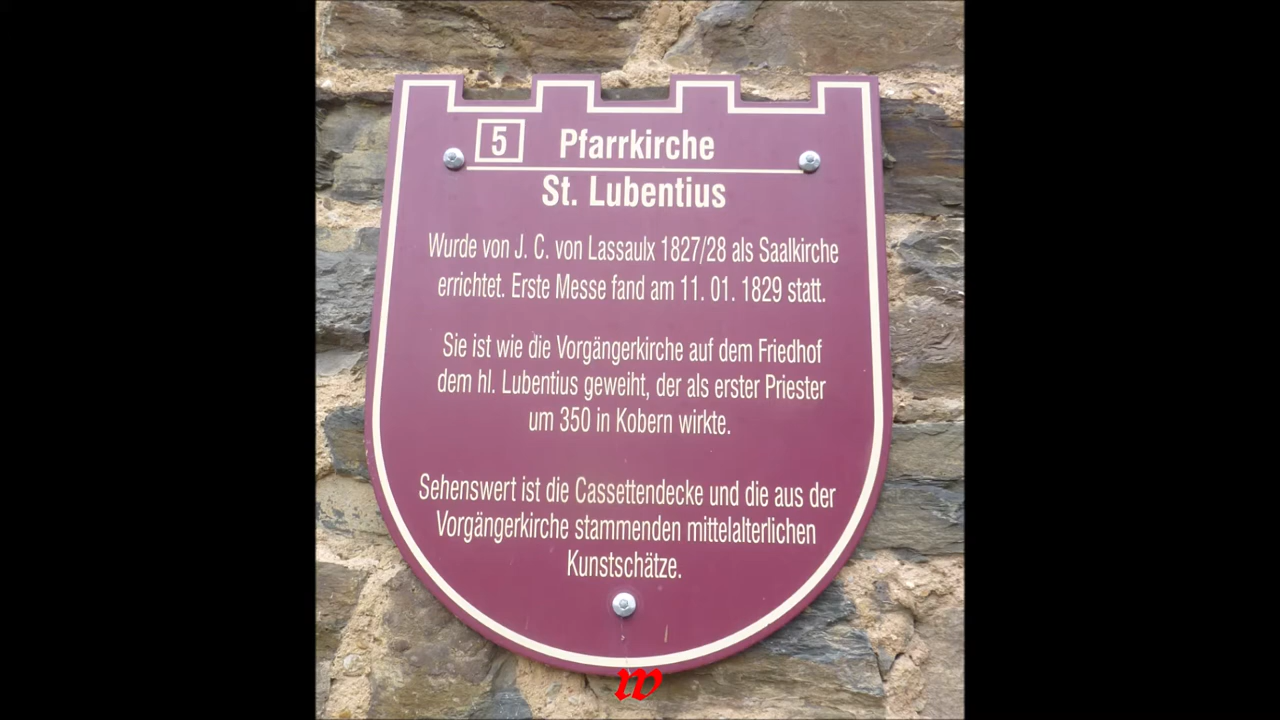 5 Pfarrkirche
St. Lubentius
Wurde von J. C. von Lassaulx 1827/28 als Saalkirche
errichtet. Erste Messe fand am 11. 01. 1829 statt.
Sie ist wie die Vorgängerkirche auf dem Friedhof
dem hl. Lubentius geweiht, der als erster Priester
um 350 in Kobern wirkte.
Sehenswert ist die Cassettendecke und die aus der
Vorgängerkirche stammenden mittelalterlichen
Kunstschätze.
w